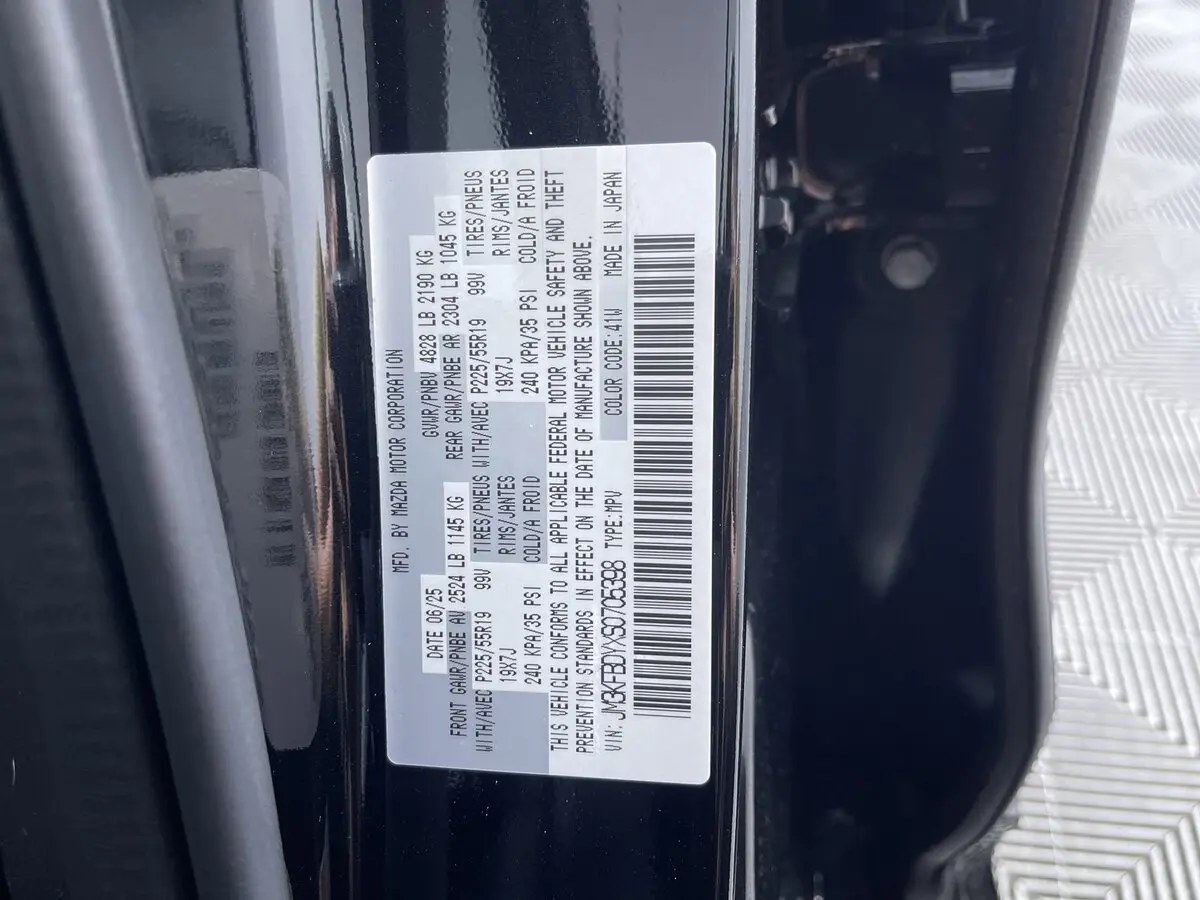 MFD. BY MAZDA MOTOR CORPORATION
DATE 06/25 GVWR/PNBV 4828 LB 2190 KG
FRONT GAWR/PNBE AV 2524 LB 1145 KG REAR GAWR/PNBE AR 2304 LB 1045 KG
WITH/AVEC P225/55R19 99V TIRES/PNEUS WITH/AVEC P225/55R19 99V TIRES/PNEUS
19X7J RIMS/JANTES 19X7J RIMS/JANTES
240 KPA/35 PSI COLD/A FROID 240 KPA/35 PSI COLD/A FROID
THIS VEHICLE CONFORMS TO ALL APPLICABLE FEDERAL MOTOR VEHICLE SAFETY AND THEFT
PREVENTION STANDARDS IN EFFECT ON THE DATE OF MANUFACTURE SHOWN ABOVE.
VIN: JM3KFBDYXS0705398 TYPE:MPV COLOR CODE:41W MADE IN JAPAN